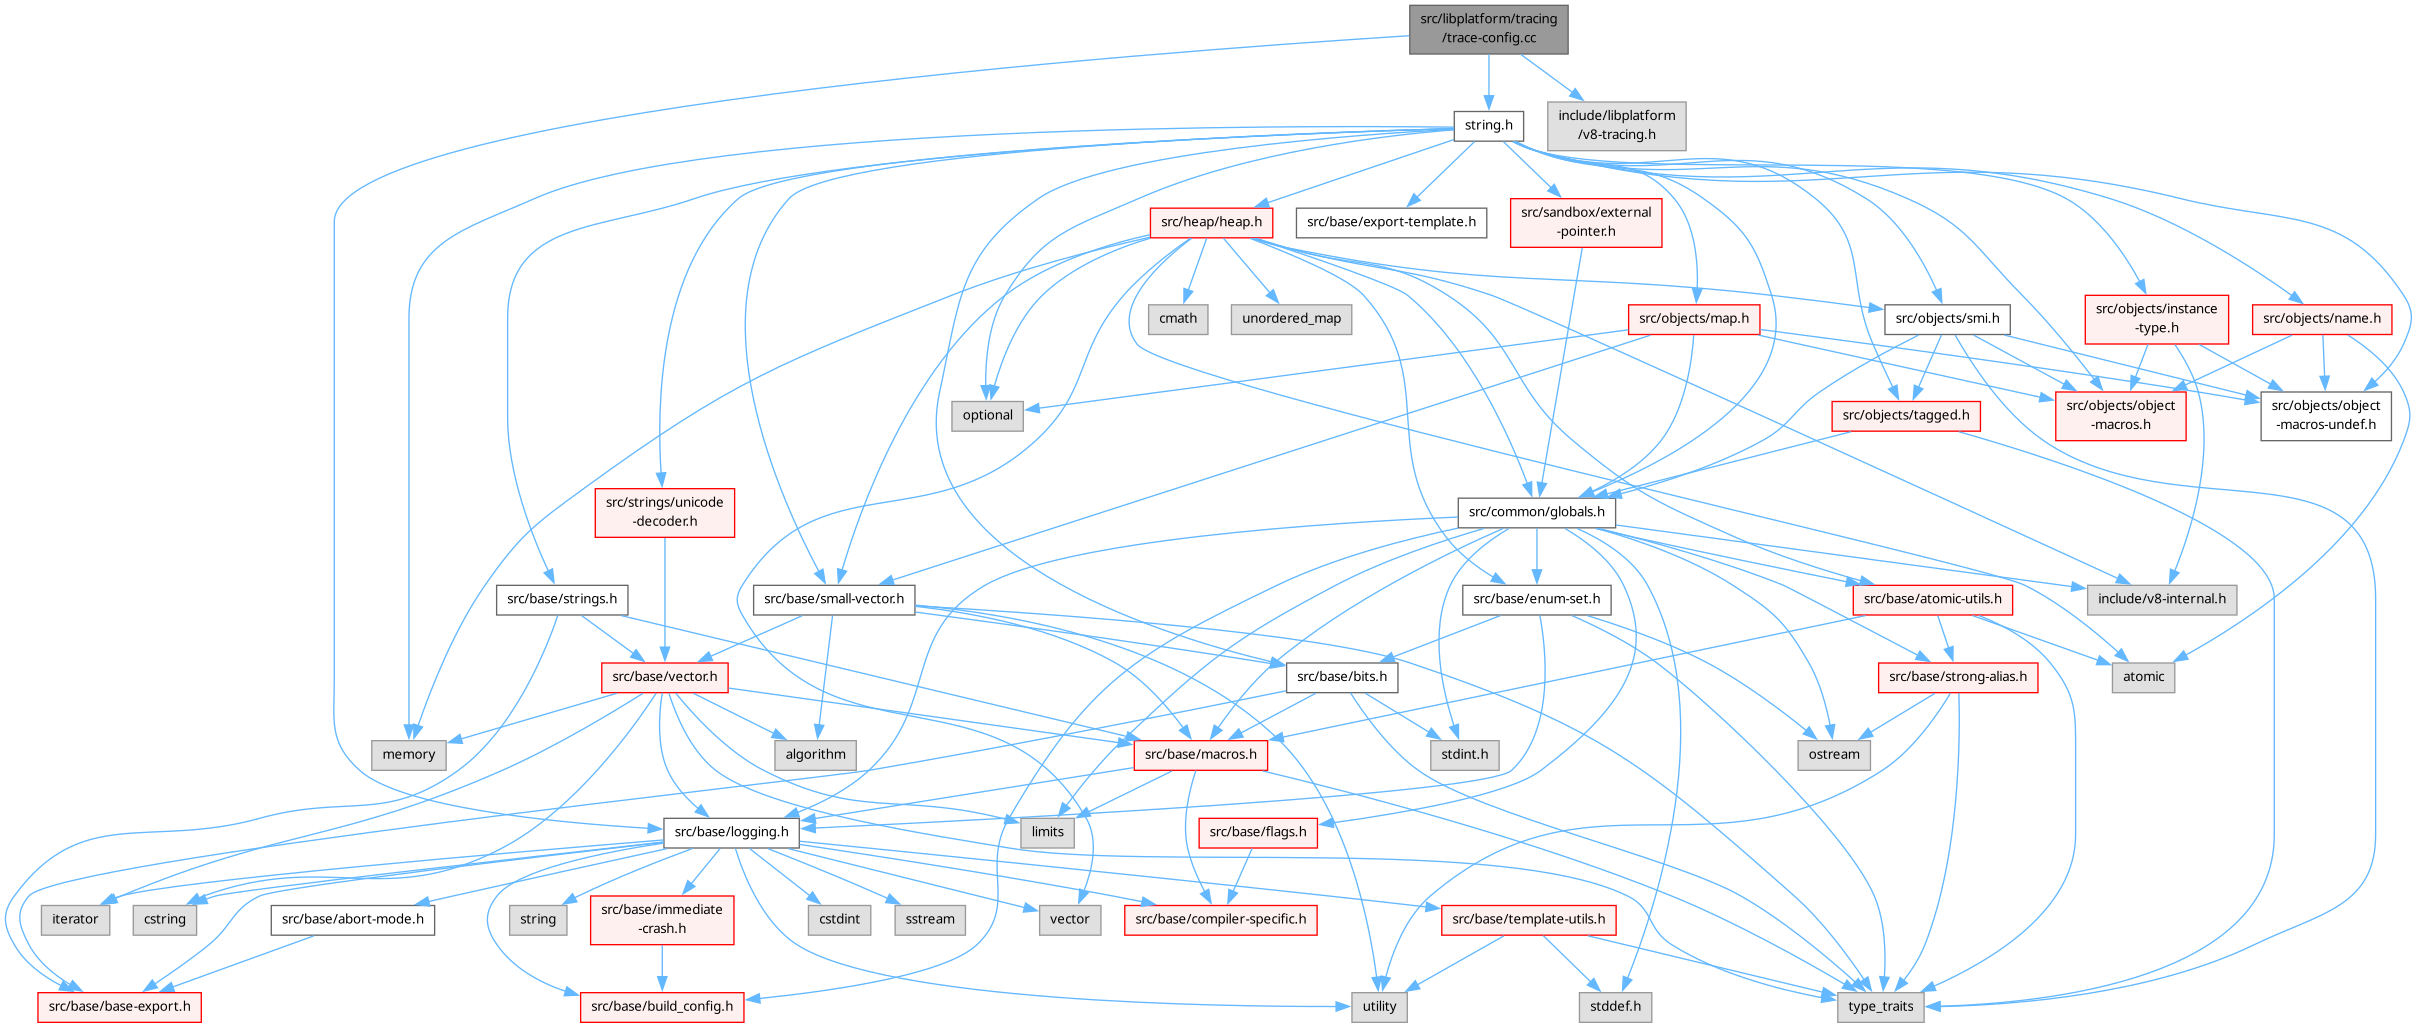 src/libplatform/tracing
/trace-config.cc
string.h
include/libplatform
/v8-tracing.h
src/heap/heap.h
src/base/export-template.h
src/sandbox/external
-pointer.h
cmath
unordered_map
src/objects/map.h
src/objects/smi.h
src/objects/instance
-type.h
src/objects/name.h
optional
src/objects/tagged.h
src/objects/object
-macros.h
src/objects/object
-macros-undef.h
src/strings/unicode
-decoder.h
src/common/globals.h
src/base/strings.h
src/base/small-vector.h
src/base/enum-set.h
src/base/atomic-utils.h
include/v8-internal.h
src/base/vector.h
src/base/bits.h
src/base/strong-alias.h
atomic
memory
algorithm
src/base/macros.h
stdint.h
ostream
src/base/logging.h
limits
src/base/flags.h
iterator
cstring
src/base/abort-mode.h
string
src/base/immediate
-crash.h
cstdint
sstream
vector
src/base/compiler-specific.h
src/base/template-utils.h
src/base/base-export.h
src/base/build_config.h
utility
stddef.h
type_traits